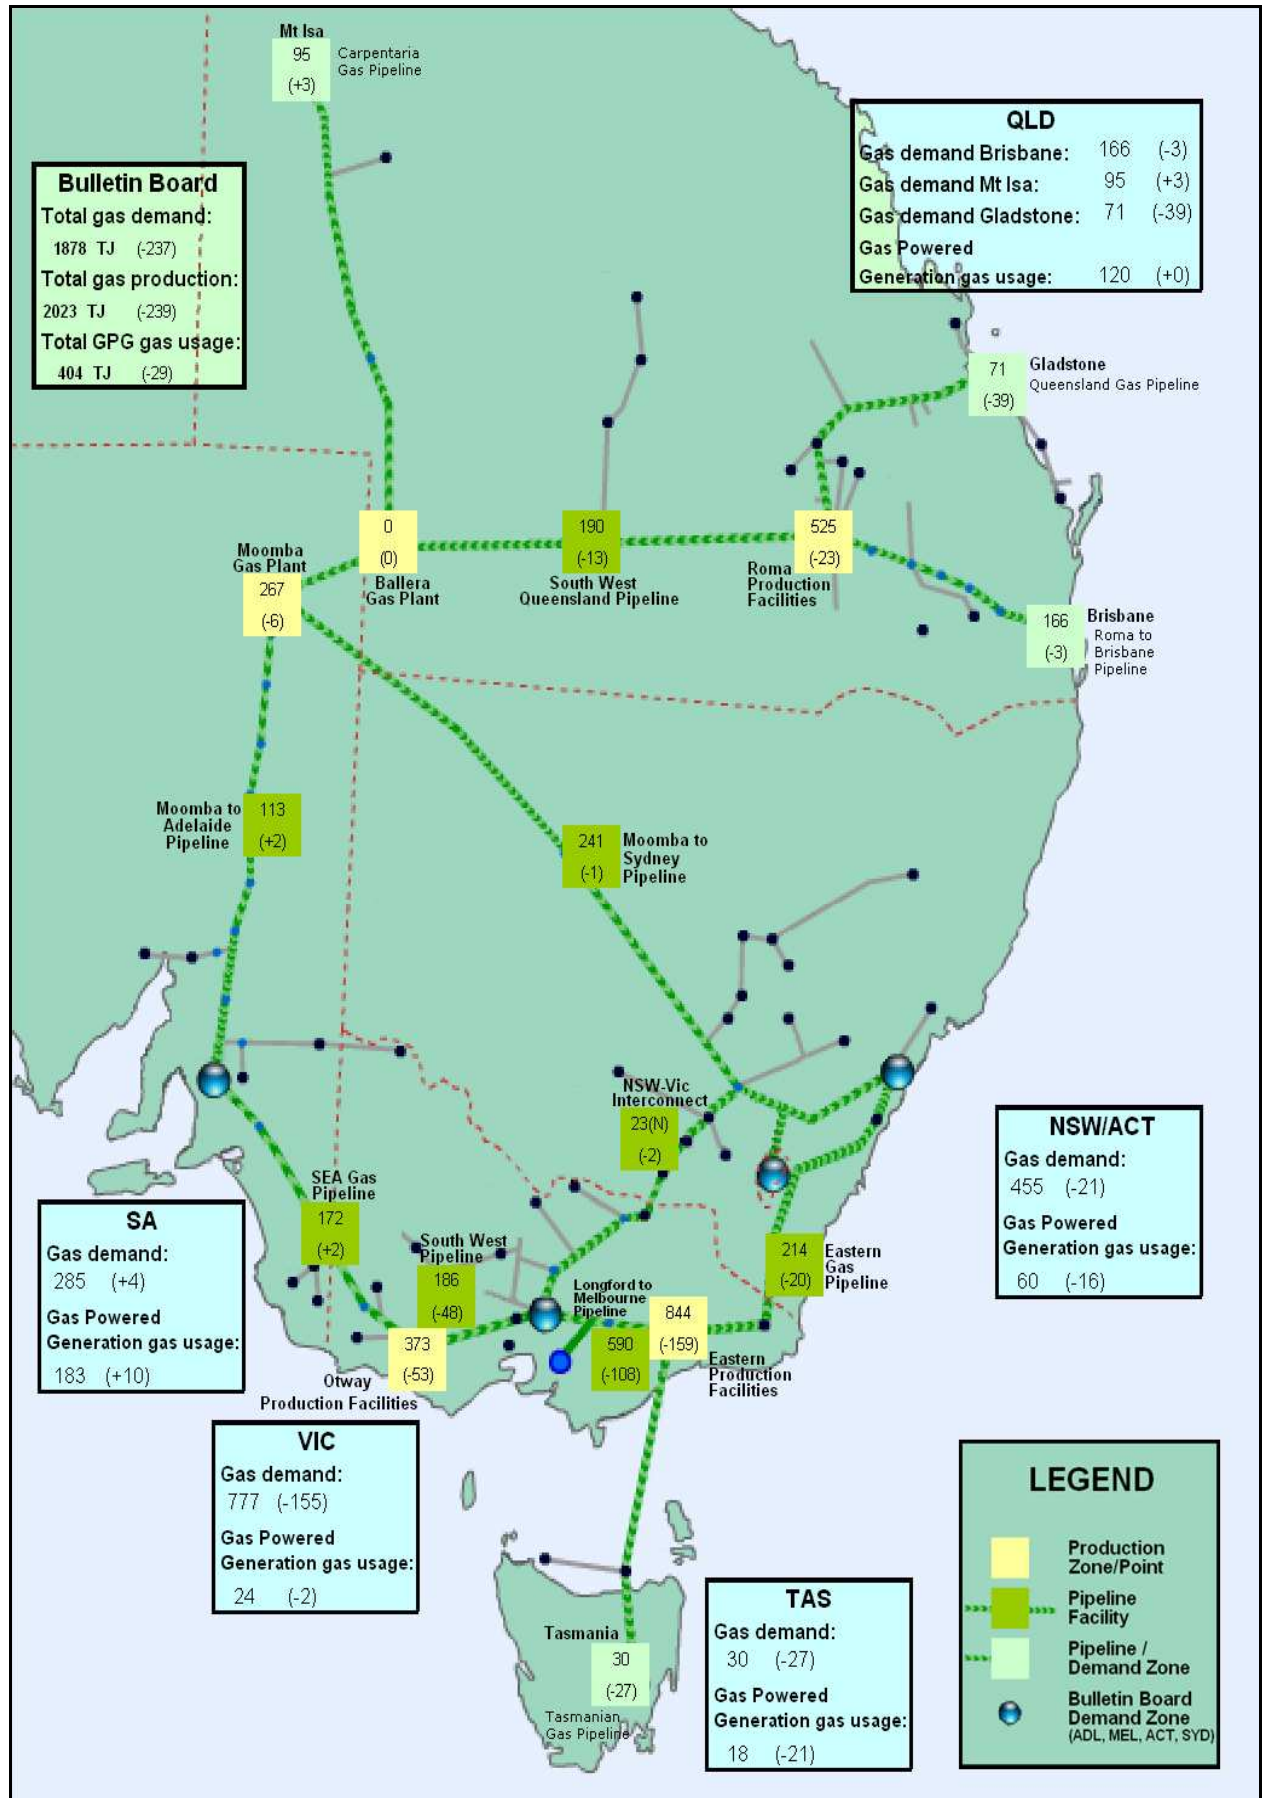 Mt Isa
95
(+3)
Carpentaria
Gas Pipeline
Bulletin Board
Total gas demand:
1878 TJ (-237)
Total gas production:
2023 TJ (-239)
Total GPG gas usage:
404 TJ (-29)
QLD
Gas demand Brisbane: 166 (-3)
Gas demand Mt Isa: 95 (+3)
Gas demand Gladstone: 71 (-39)
Gas Powered
Generation gas usage: 120 (+0)
71
(-39)
Gladstone
Queensland Gas Pipeline
Moomba
Gas Plant
267
(-6)
0
(0)
Ballera
Gas Plant
190
(-13)
South West
Queensland Pipeline
525
(-23)
Roma
Production
Facilities
166
(-3)
Brisbane
Roma to
Brisbane
Pipeline
Moomba to
Adelaide
Pipeline
113
(+2)
241
(-1)
Moomba to
Sydney
Pipeline
NSW-Vic
Interconnect
23(N)
(-2)
NSW/ACT
Gas demand:
455 (-21)
Gas Powered
Generation gas usage:
60 (-16)
SEA Gas
Pipeline
172
(+2)
South West
Pipeline
186
(-48)
Longford to
Melbourne
Pipeline
590
(-108)
844
(-159)
Eastern
Production
Facilities
214
(-20)
Eastern
Gas
Pipeline
SA
Gas demand:
285 (+4)
Gas Powered
Generation gas usage:
183 (+10)
373
(-53)
Otway
Production Facilities
VIC
Gas demand:
777 (-155)
Gas Powered
Generation gas usage:
24 (-2)
Tasmania
30
(-27)
Tasmanian
Gas Pipeline
TAS
Gas demand:
30 (-27)
Gas Powered
Generation gas usage:
18 (-21)
LEGEND
Production
Zone/Point
Pipeline
Facility
Pipeline /
Demand Zone
Bulletin Board
Demand Zone
(ADL, MEL, ACT, SYD)